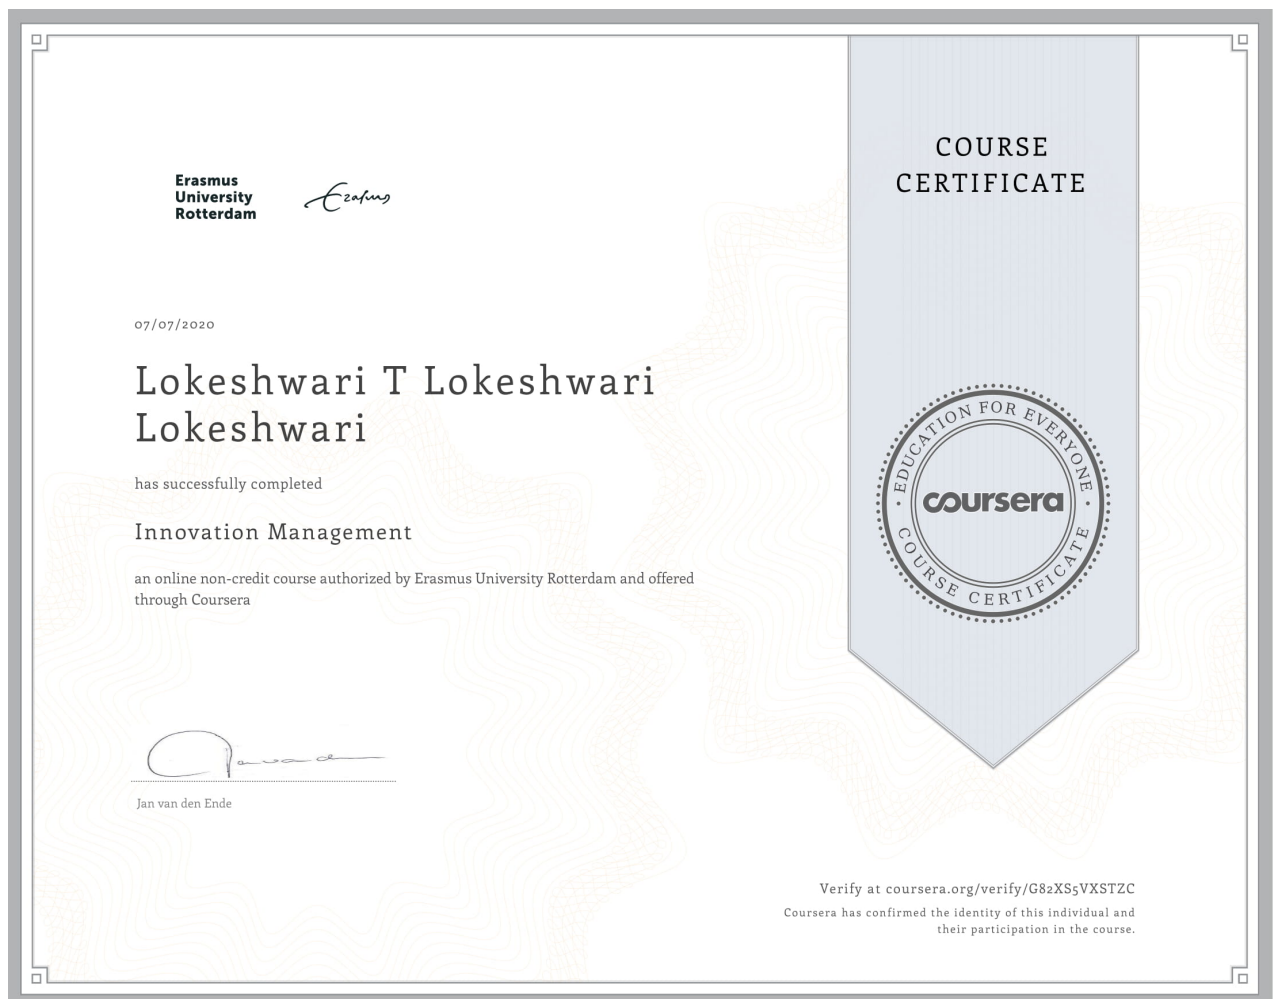 COURSE
CERTIFICATE
Erasmus
University
Rotterdam
Erasmus
07/07/2020
Lokeshwari T Lokeshwari
Lokeshwari
has successfully completed
Innovation Management
an online non-credit course authorized by Erasmus University Rotterdam and offered
through Coursera
EDUCATION FOR EVERYONE
coursera
COURSE CERTIFICATE
Jan van den Ende
Verify at coursera.org/verify/G82XS5VXSTZC
Coursera has confirmed the identity of this individual and
their participation in the course.